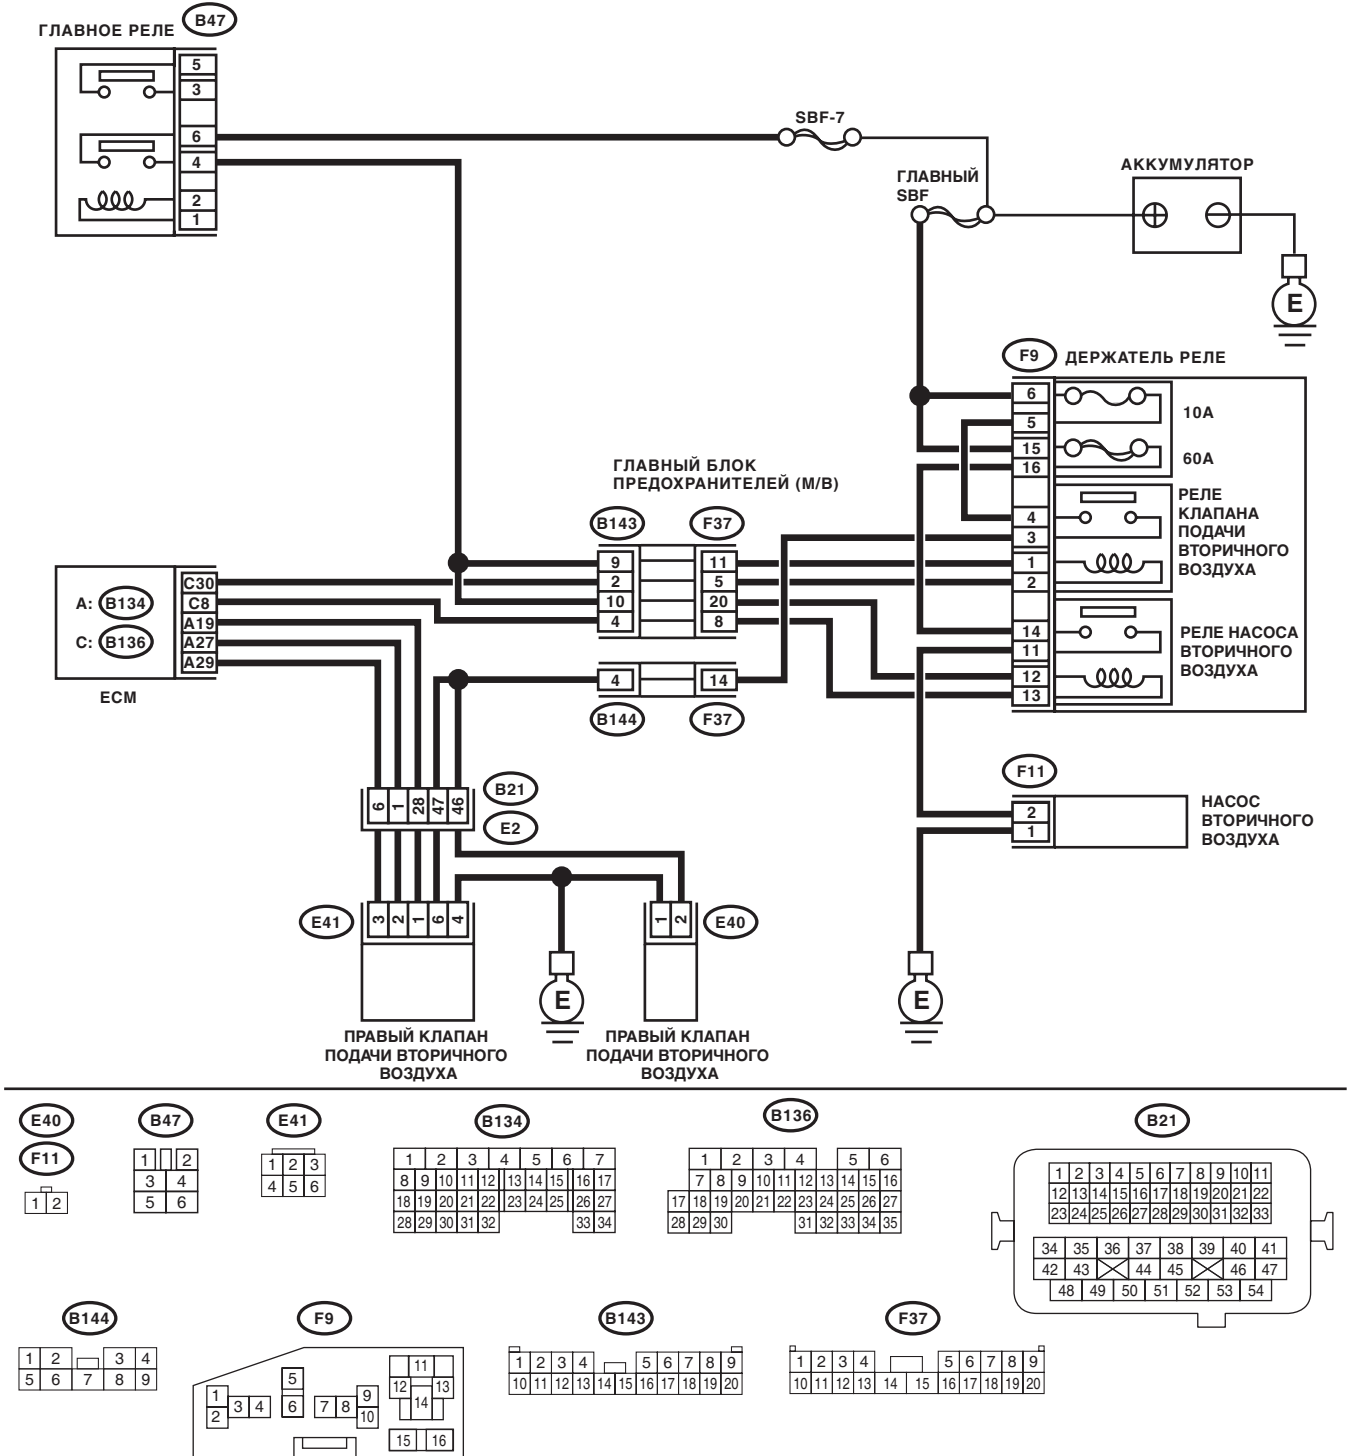 ГЛАВНОЕ РЕЛЕ
B47
5
3
6
4
2
1
SBF-7
ГЛАВНЫЙ
SBF
АККУМУЛЯТОР
E
F9
ДЕРЖАТЕЛЬ РЕЛЕ
6
5
15
16
4
3
1
2
14
11
12
13
10A
60A
РЕЛЕ
КЛАПАНА
ПОДАЧИ
ВТОРИЧНОГО
ВОЗДУХА
РЕЛЕ НАСОСА
ВТОРИЧНОГО
ВОЗДУХА
ГЛАВНЫЙ БЛОК
ПРЕДОХРАНИТЕЛЕЙ (M/B)
B143 F37
9 11
2 5
10 20
4 8
4 14
B144 F37
A: B134
C: B136
C30
C8
A19
A27
A29
ECM
6 1 28 47 46
B21
E2
F11
2
1
НАСОС
ВТОРИЧНОГО
ВОЗДУХА
E41
3 2 1 6 4
1 2
E40
E
E
ПРАВЫЙ КЛАПАН
ПОДАЧИ ВТОРИЧНОГО
ВОЗДУХА
ПРАВЫЙ КЛАПАН
ПОДАЧИ ВТОРИЧНОГО
ВОЗДУХА
E40
F11
1 2
B47
1 2
3 4
5 6
E41
1 2 3
4 5 6
B134
1 2 3 4 5 6 7
8 9 10 11 12 13 14 15 16 17
18 19 20 21 22 23 24 25 26 27
28 29 30 31 32 33 34
B136
1 2 3 4 5 6
7 8 9 10 11 12 13 14 15 16
17 18 19 20 21 22 23 24 25 26 27
28 29 30 31 32 33 34 35
B21
1 2 3 4 5 6 7 8 9 10 11
12 13 14 15 16 17 18 19 20 21 22
23 24 25 26 27 28 29 30 31 32 33
34 35 36 37 38 39 40 41
42 43 44 45 46 47
48 49 50 51 52 53 54
B144
1 2 3 4
5 6 7 8 9
F9
1 2 3 4 5 6 7 8 9 10
11
12 13
14
15 16
B143
1 2 3 4 5 6 7 8 9
10 11 12 13 14 15 16 17 18 19 20
F37
1 2 3 4 5 6 7 8 9
10 11 12 13 14 15 16 17 18 19 20